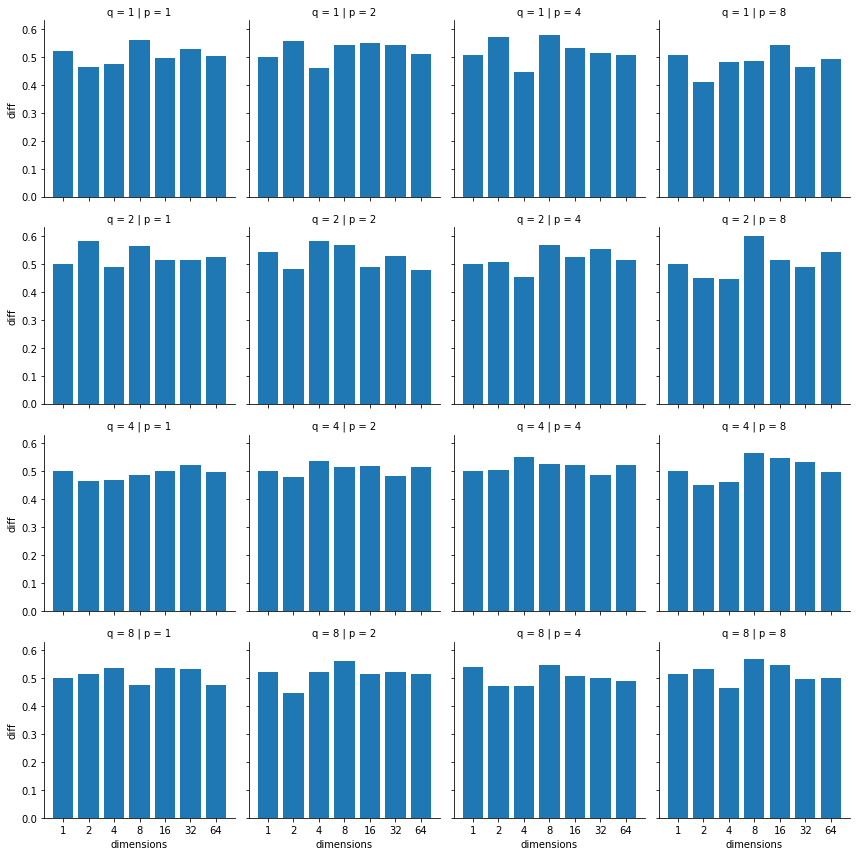 q = 1 | p = 1
q = 1 | p = 2
q = 1 | p = 4
q = 1 | p = 8
0.6
0.5
0.4
0.3
0.2
0.1
0.0
diff
q = 2 | p = 1
q = 2 | p = 2
q = 2 | p = 4
q = 2 | p = 8
0.6
0.5
0.4
0.3
0.2
0.1
0.0
diff
q = 4 | p = 1
q = 4 | p = 2
q = 4 | p = 4
q = 4 | p = 8
0.6
0.5
0.4
0.3
0.2
0.1
0.0
diff
q = 8 | p = 1
q = 8 | p = 2
q = 8 | p = 4
q = 8 | p = 8
0.6
0.5
0.4
0.3
0.2
0.1
0.0
diff
1 2 4 8 16 32 64
1 2 4 8 16 32 64
1 2 4 8 16 32 64
1 2 4 8 16 32 64
dimensions
dimensions
dimensions
dimensions